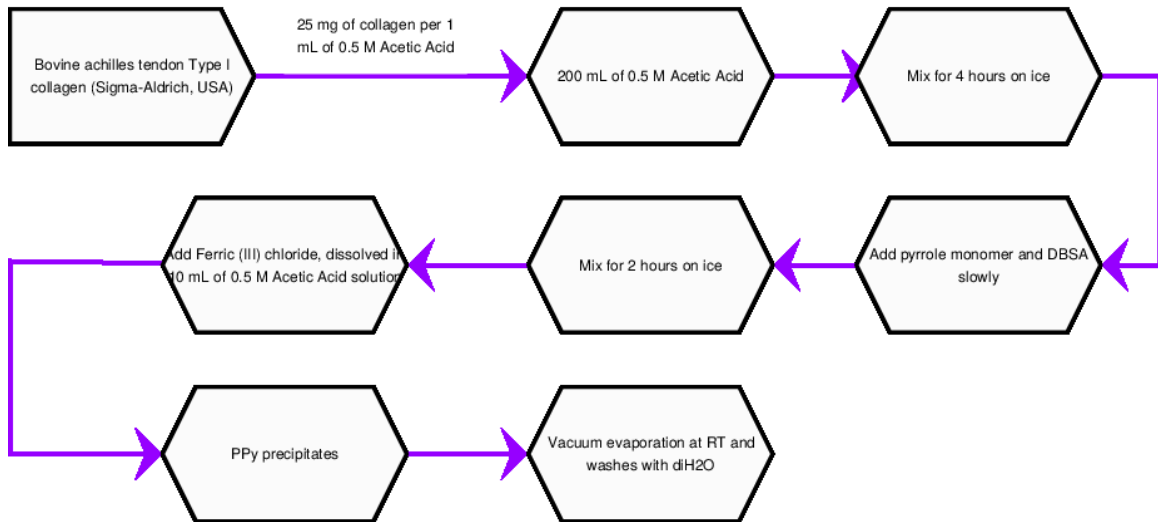 25 mg of collagen per 1
mL of 0.5 M Acetic Acid
Bovine achilles tendon Type I
collagen (Sigma-Aldrich, USA)
200 mL of 0.5 M Acetic Acid
Mix for 4 hours on ice
Add pyrrole monomer and DBSA
slowly
Mix for 2 hours on ice
Add Ferric (III) chloride, dissolved in
10 mL of 0.5 M Acetic Acid solution
PPy precipitates
Vacuum evaporation at RT and
washes with diH2O